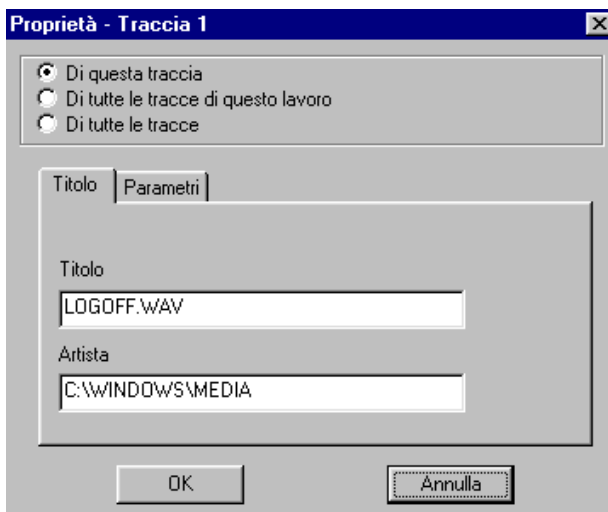 Proprietà - Traccia 1
Di questa traccia
Di tutte le tracce di questo lavoro
Di tutte le tracce
Titolo Parametri
Titolo
LOGOFF.WAV
Artista
C:\WINDOWS\MEDIA
OK Annulla